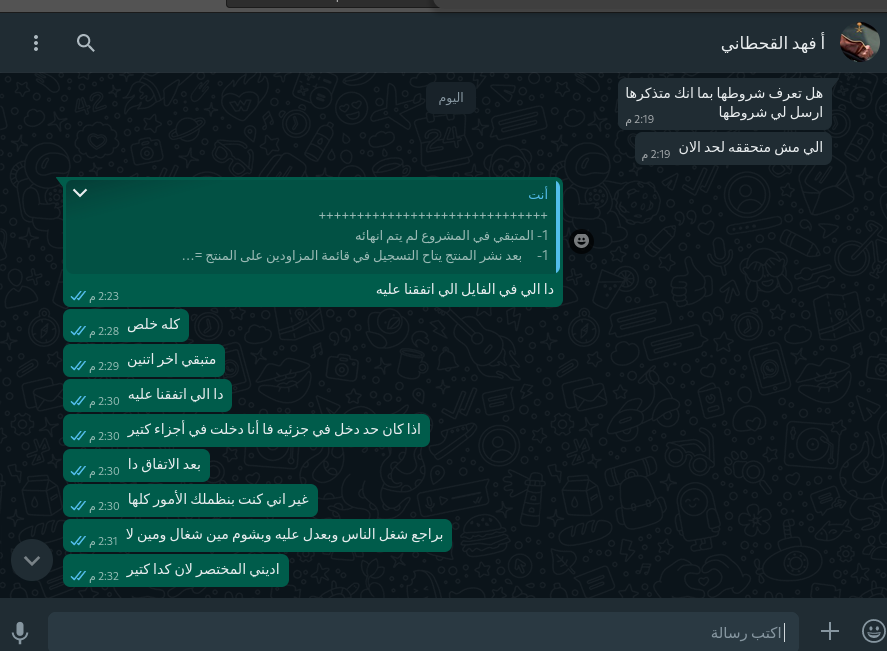 أ فهد القحطاني
هل تعرف شروطها بما انك متذكرها
ارسل لي شروطها
2:19 م
الي مش متحققه لحد الان
2:19 م
اليوم
أنت
++++++++++++++++++++++++++++++
1- المتبقي في المشروع لم يتم انهائه
1- بعد نشر المنتج يتاح التسجيل في قائمة المزاودين على المنتج =...
دا الي في الفايل الي اتفقنا عليه
2:23 م
كله خلص
2:28 م
متبقي اخر اتنين
2:29 م
دا الي اتفقنا عليه
2:30 م
اذا كان حد دخل في جزئيه فا أنا دخلت في أجزاء كتير
2:30 م
بعد الاتفاق دا
2:30 م
غير اني كنت بنظملك الأمور كلها
2:30 م
براجع شغل الناس وبعدل عليه وبشوم مين شغال ومين لا
2:31 م
اديني المختصر لان كدا كتير
2:32 م
اكتب رسالة